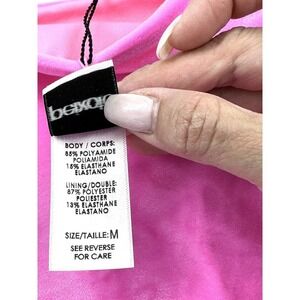 BODY / CORPS:
85% POLYAMIDE
POLIAMIDA
15% ELASTHANE
ELASTANO
LINING/DOUBLE:
87% POLYESTER
POLIESTER
13% ELASTHANE
ELASTANO
SIZE/TAILLE: M
SEE REVERSE
FOR CARE